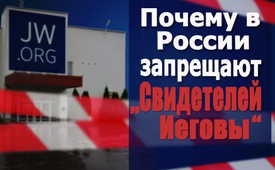 JW
.ORG
Почему в
России
запрещают
„Свидетелей
Иеговы“